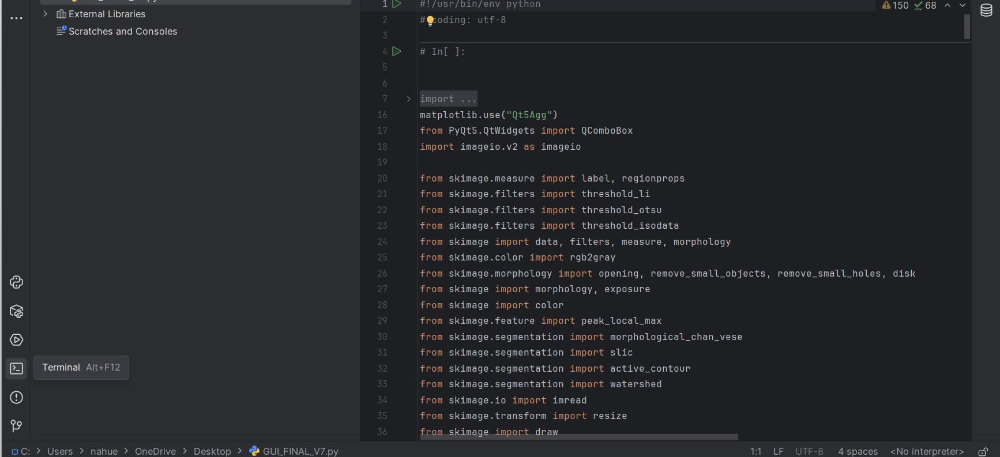 External Libraries
Scratches and Consoles
Terminal Alt+F12
150 68
1 #!/usr/bin/env python
2 # coding: utf-8
3
4 # In[ ]:
5
6
7 import ...
16 matplotlib.use("Qt5Agg")
17 from PyQt5.QtWidgets import QComboBox
18 import imageio.v2 as imageio
19
20 from skimage.measure import label, regionprops
21 from skimage.filters import threshold_li
22 from skimage.filters import threshold_otsu
23 from skimage.filters import threshold_isodata
24 from skimage import data, filters, measure, morphology
25 from skimage.color import rgb2gray
26 from skimage.morphology import opening, remove_small_objects, remove_small_holes, disk
27 from skimage import morphology, exposure
28 from skimage import color
29 from skimage.feature import peak_local_max
30 from skimage.segmentation import morphological_chan_vese
31 from skimage.segmentation import slic
32 from skimage.segmentation import active_contour
33 from skimage.segmentation import watershed
34 from skimage.io import imread
35 from skimage.transform import resize
36 from skimage import draw
C: > Users > nahue > OneDrive > Desktop > GUI_FINAL_V7.py
1:1 LF UTF-8 4 spaces <No interpreter>